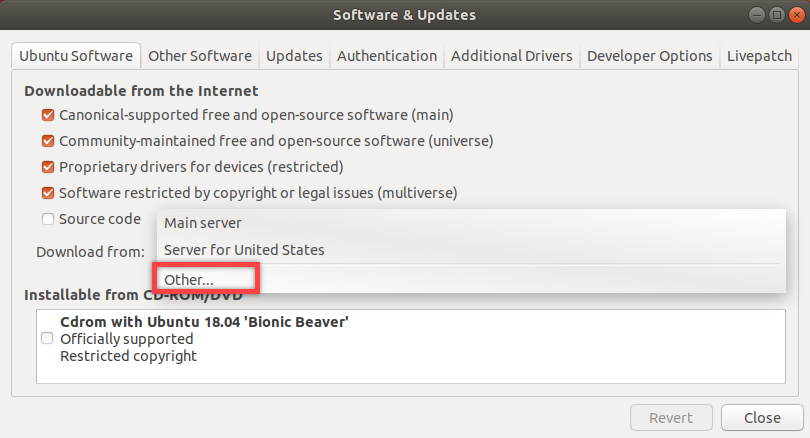 Software & Updates
Ubuntu Software Other Software Updates Authentication Additional Drivers Developer Options Livepatch
Downloadable from the Internet
Canonical-supported free and open-source software (main)
Community-maintained free and open-source software (universe)
Proprietary drivers for devices (restricted)
Software restricted by copyright or legal issues (multiverse)
Source code
Main server
Download from:
Server for United States
Other...
Installable from CD-ROM/DVD
Cdrom with Ubuntu 18.04 'Bionic Beaver'
Officially supported
Restricted copyright
Revert Close